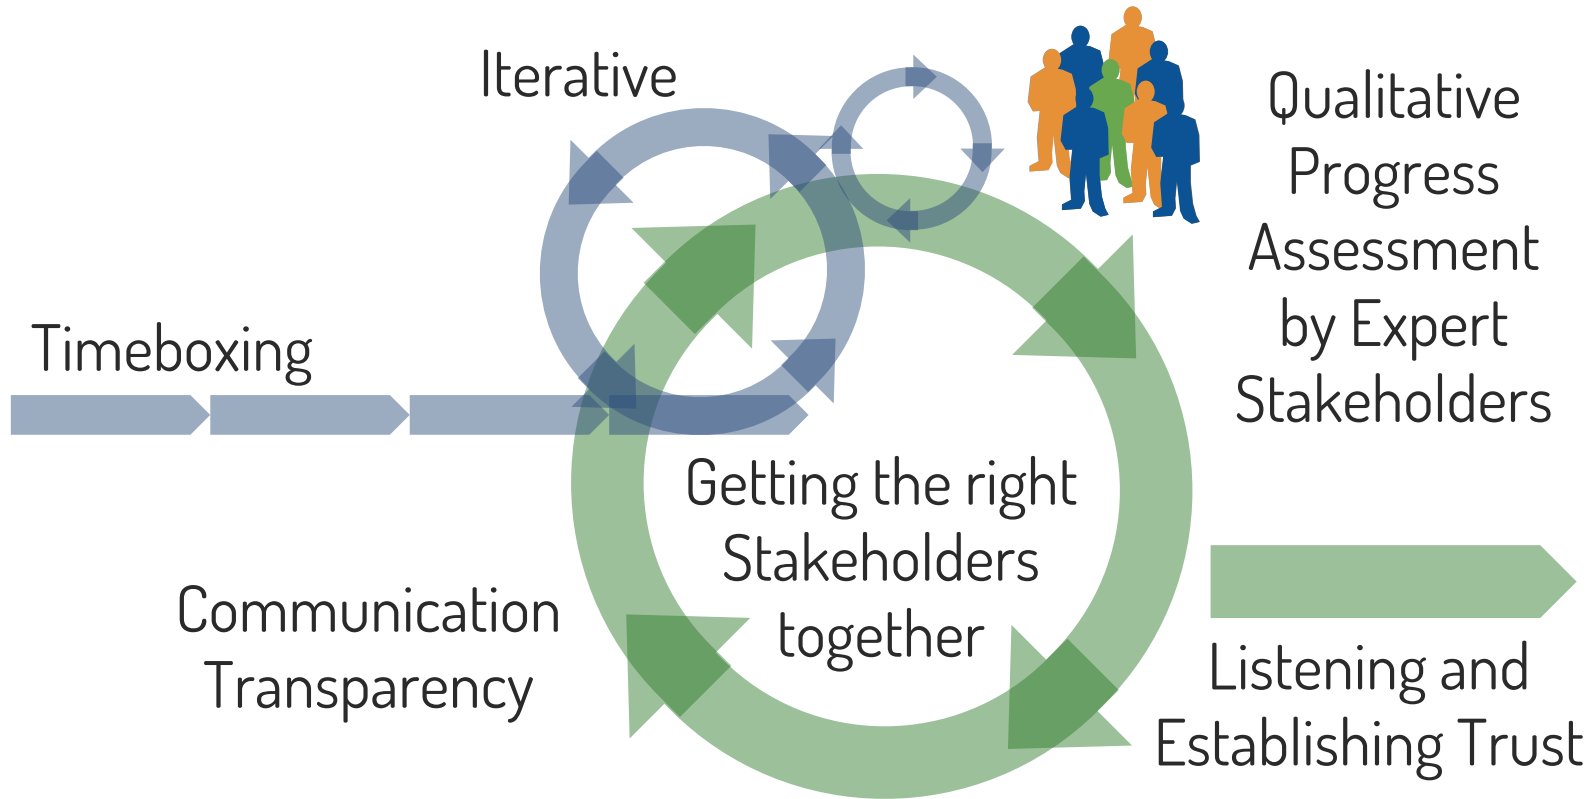 Iterative
Qualitative
Progress
Assessment
by Expert
Stakeholders
Timeboxing
Getting the right
Stakeholders
together
Communication
Transparency
Listening and
Establishing Trust